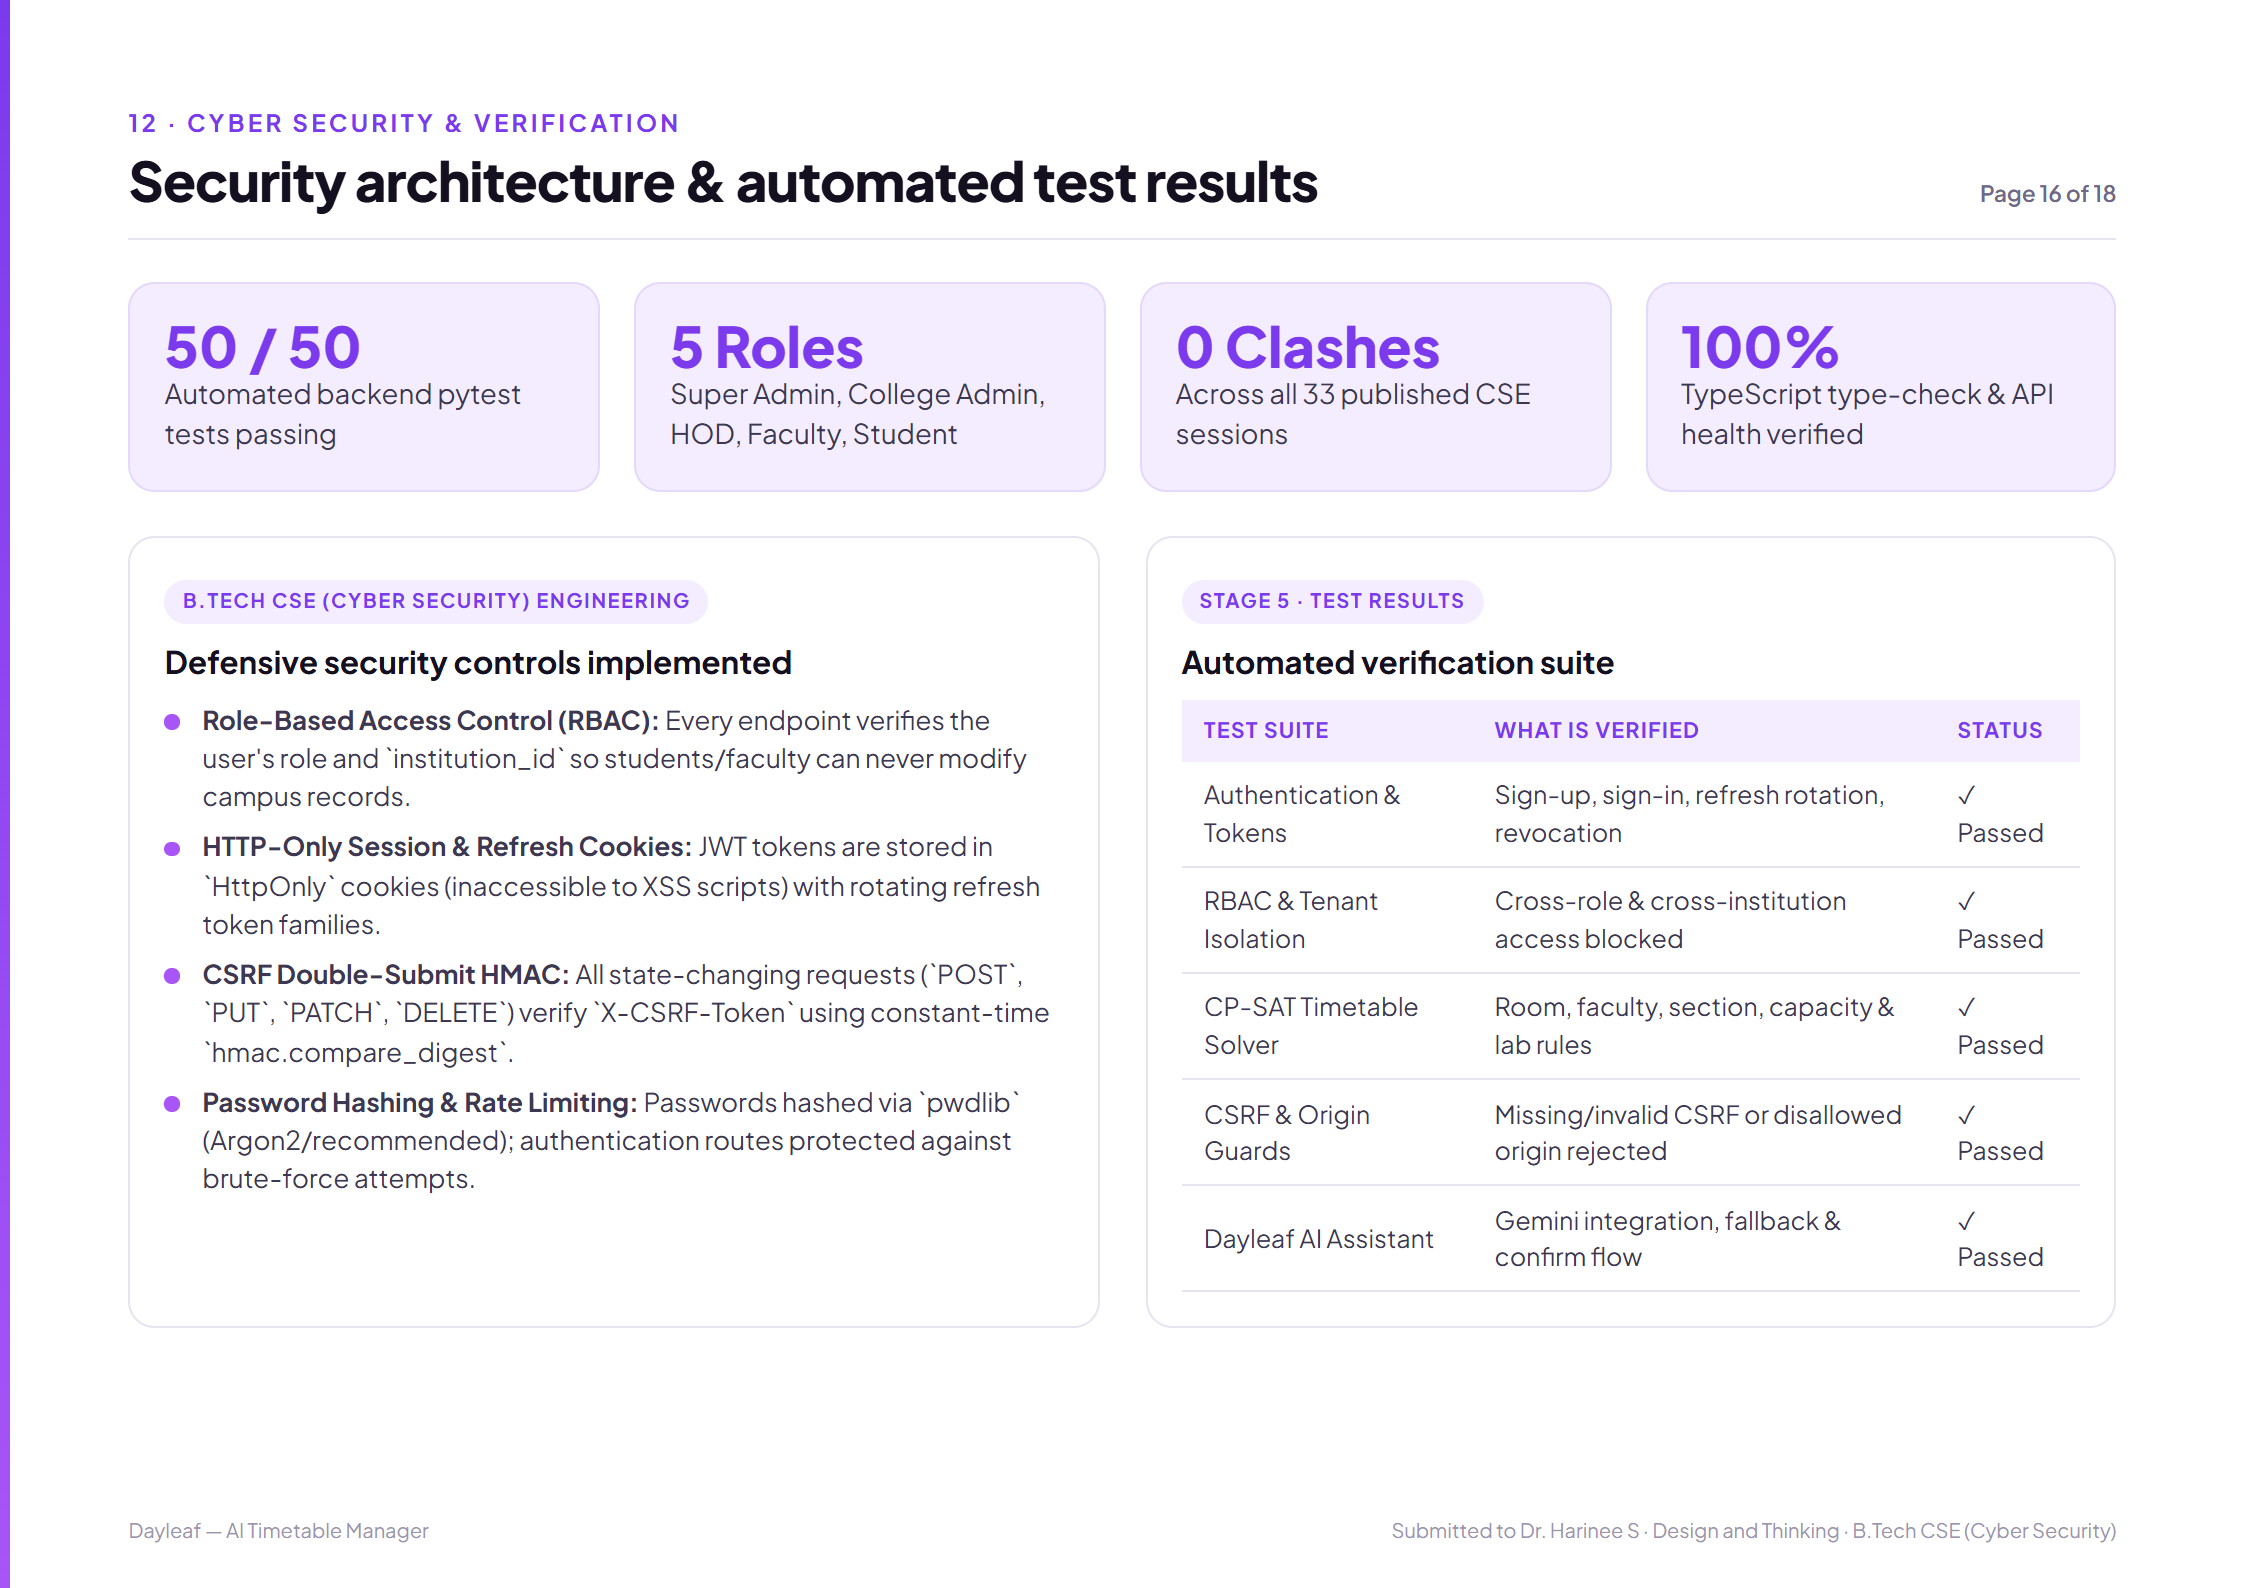 12 · CYBER SECURITY & VERIFICATION
Security architecture & automated test results
Page 16 of 18
50 / 50
Automated backend pytest
tests passing
5 Roles
Super Admin, College Admin,
HOD, Faculty, Student
0 Clashes
Across all 33 published CSE
sessions
100%
TypeScript type-check & API
health verified
B.TECH CSE (CYBER SECURITY) ENGINEERING
Defensive security controls implemented
Role-Based Access Control (RBAC): Every endpoint verifies the
user's role and `institution_id` so students/faculty can never modify
campus records.
HTTP-Only Session & Refresh Cookies: JWT tokens are stored in
`HttpOnly` cookies (inaccessible to XSS scripts) with rotating refresh
token families.
CSRF Double-Submit HMAC: All state-changing requests (`POST`,
`PUT`, `PATCH`, `DELETE`) verify `X-CSRF-Token` using constant-time
`hmac.compare_digest`.
Password Hashing & Rate Limiting: Passwords hashed via `pwdlib`
(Argon2/recommended); authentication routes protected against
brute-force attempts.
STAGE 5 · TEST RESULTS
Automated verification suite
TEST SUITE WHAT IS VERIFIED STATUS
Authentication & Sign-up, sign-in, refresh rotation, ✓
Tokens revocation Passed
RBAC & Tenant Cross-role & cross-institution ✓
Isolation access blocked Passed
CP-SAT Timetable Room, faculty, section, capacity & ✓
Solver lab rules Passed
CSRF & Origin Missing/invalid CSRF or disallowed ✓
Guards origin rejected Passed
Dayleaf AI Assistant Gemini integration, fallback & ✓
confirm flow Passed
Dayleaf — AI Timetable Manager
Submitted to Dr. Harinee S · Design and Thinking · B.Tech CSE (Cyber Security)